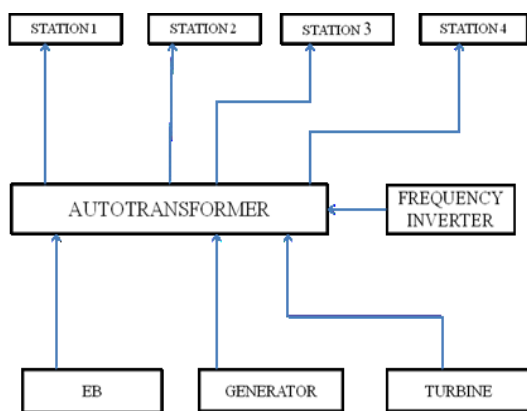 STATION 1
STATION 2
STATION 3
STATION 4
AUTOTRANSFORMER
FREQUENCY
INVERTER
EB
GENERATOR
TURBINE